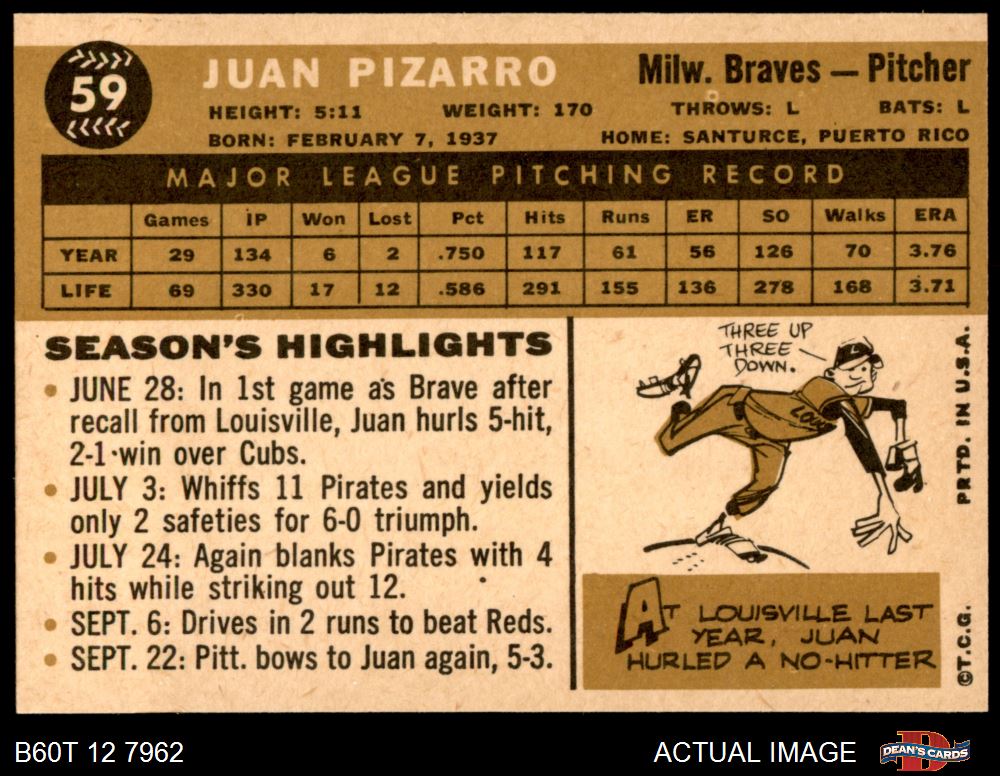 59
JUAN PIZARRO
Milw. Braves — Pitcher
HEIGHT: 5:11 WEIGHT: 170 THROWS: L BATS: L
BORN: FEBRUARY 7, 1937 HOME: SANTURCE, PUERTO RICO
MAJOR LEAGUE PITCHING RECORD
Games IP Won Lost Pct Hits Runs ER SO Walks ERA
YEAR 29 134 6 2 .750 117 61 56 126 70 3.76
LIFE 69 330 17 12 .586 291 155 136 278 168 3.71
SEASON'S HIGHLIGHTS
• JUNE 28: In 1st game as Brave after
recall from Louisville, Juan hurls 5-hit,
2-1 win over Cubs.
• JULY 3: Whiffs 11 Pirates and yields
only 2 safeties for 6-0 triumph.
• JULY 24: Again blanks Pirates with 4
hits while striking out 12.
• SEPT. 6: Drives in 2 runs to beat Reds.
• SEPT. 22: Pitt. bows to Juan again, 5-3.
THREE UP
THREE
DOWN.
L
LOU
AT LOUISVILLE LAST
YEAR, JUAN
HURLED A NO-HITTER
©T.C.G. PRTD. IN U.S.A.
B60T 12 7962
ACTUAL IMAGE
D
DEAN'S CARDS